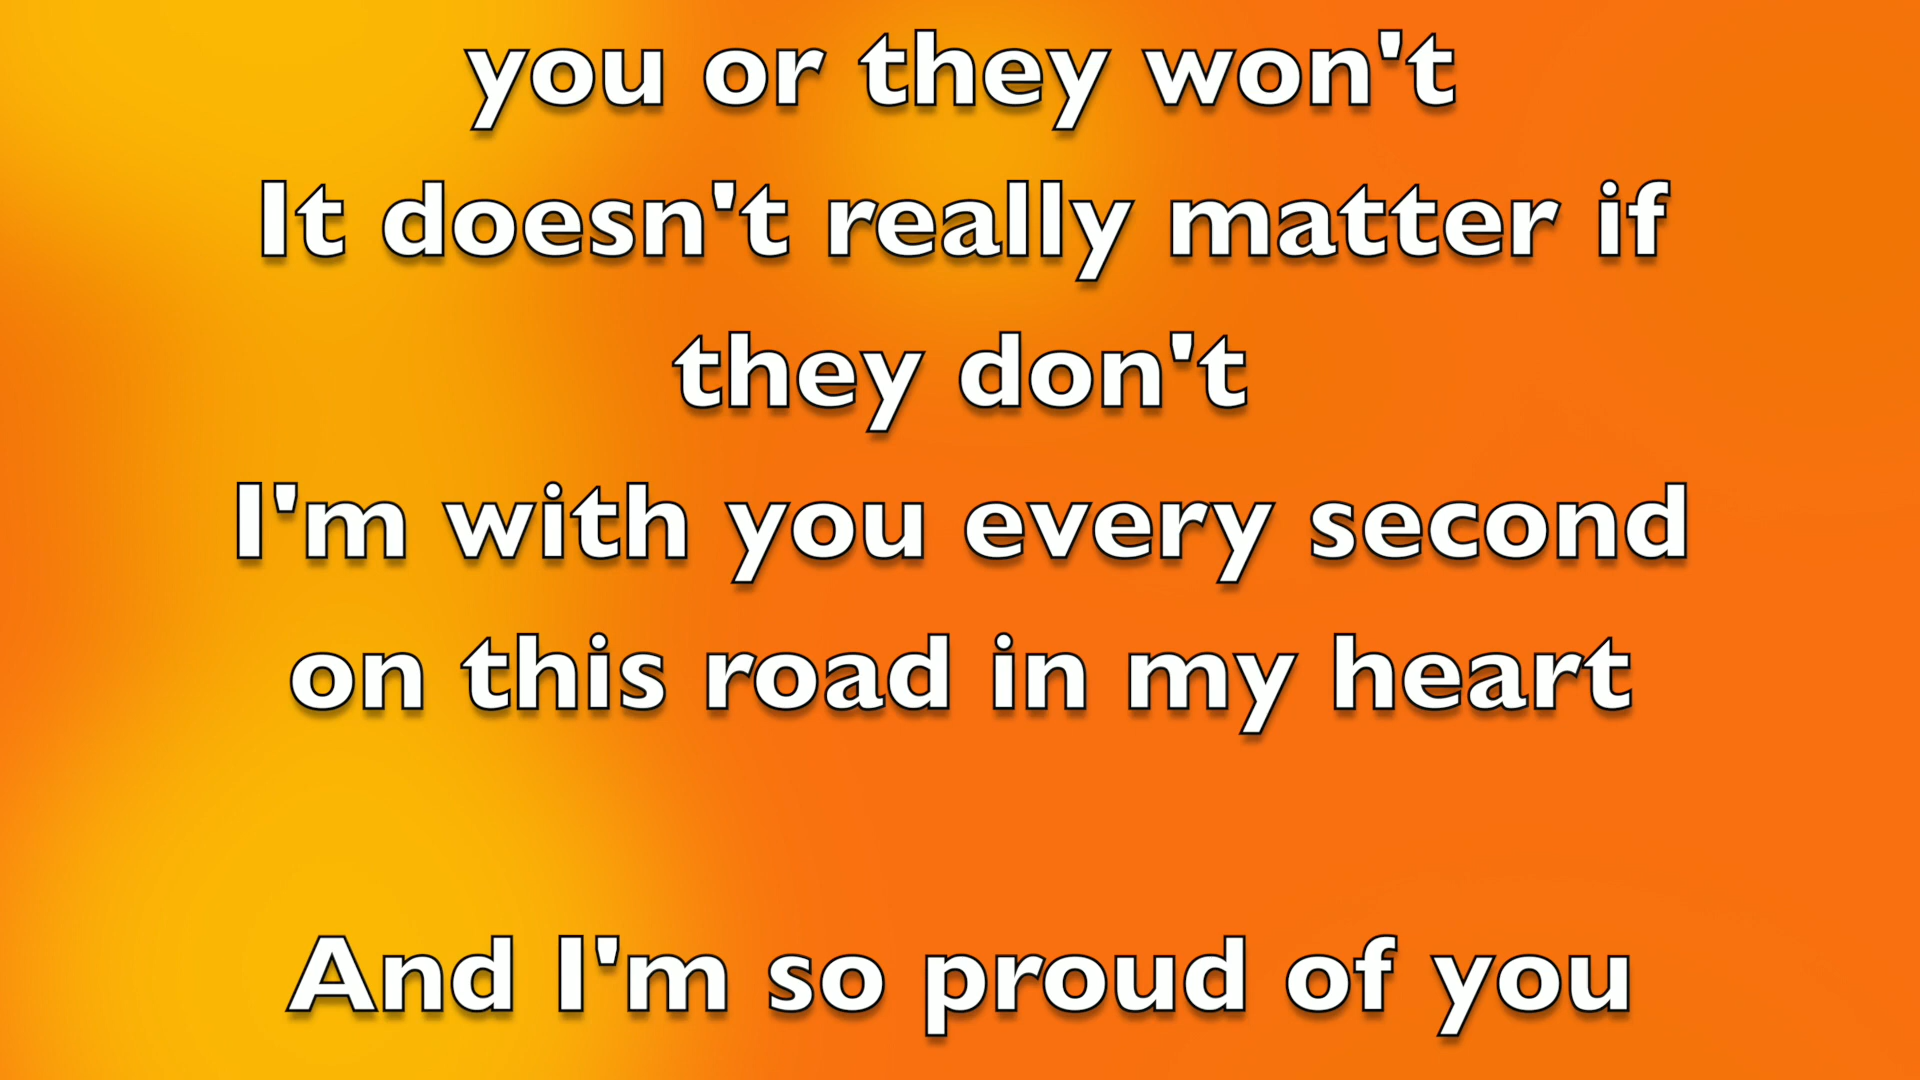 you or they won't
It doesn't really matter if
they don't
I'm with you every second
on this road in my heart
And I'm so proud of you